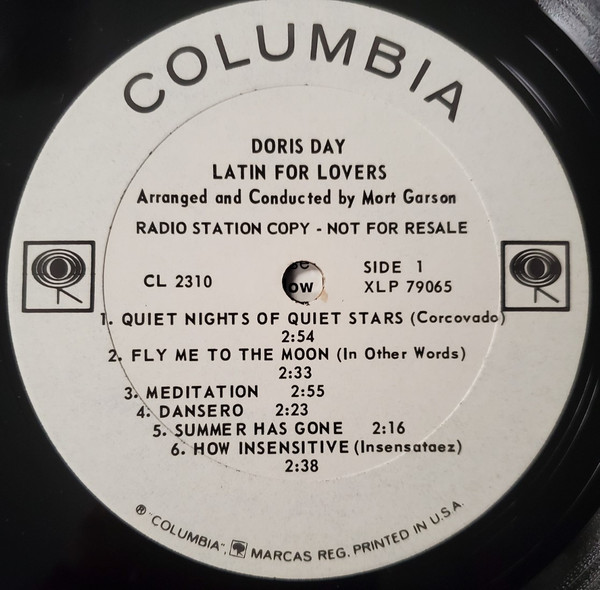 COLUMBIA
DORIS DAY
LATIN FOR LOVERS
Arranged and Conducted by Mort Garson
RADIO STATION COPY - NOT FOR RESALE
CL 2310
SIDE 1
XLP 79065
ow
1. QUIET NIGHTS OF QUIET STARS (Corcovado)
2:54
2. FLY ME TO THE MOON (In Other Words)
2:33
3. MEDITATION 2:55
4. DANSERO 2:23
5. SUMMER HAS GONE 2:16
6. HOW INSENSITIVE (Insensataez)
2:38
® "COLUMBIA", MARCAS REG. PRINTED IN U.S.A.